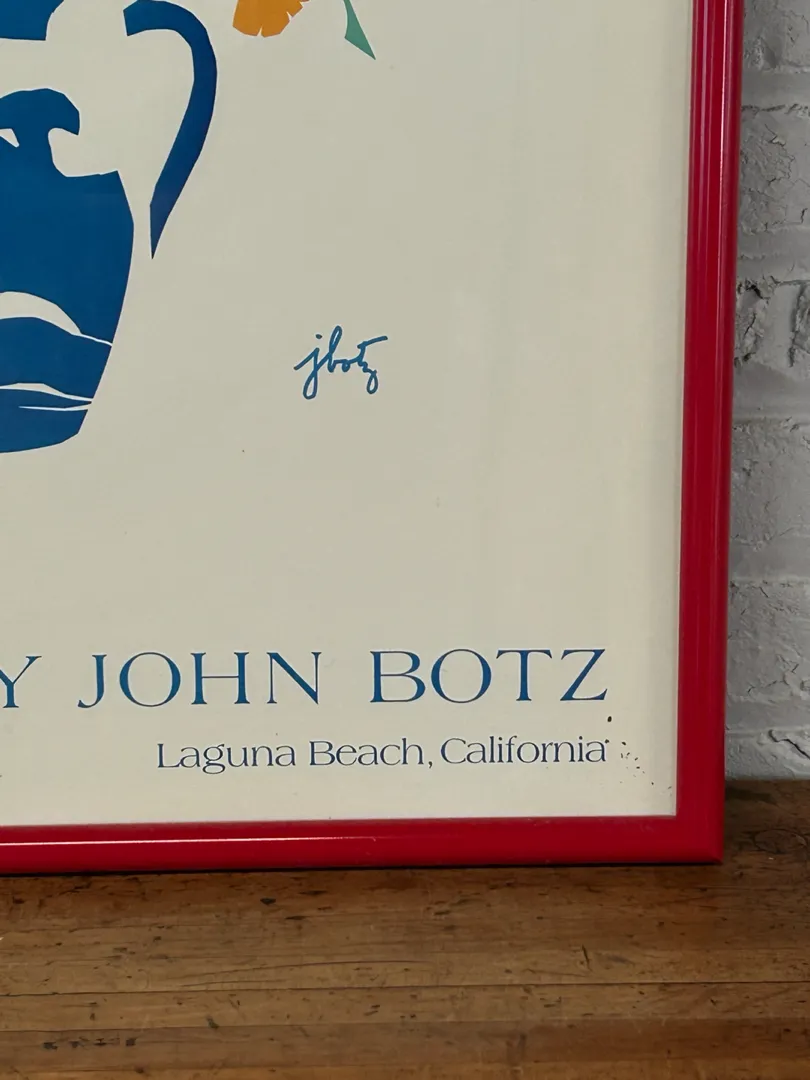 jbotz
Y JOHN BOTZ
Laguna Beach, California